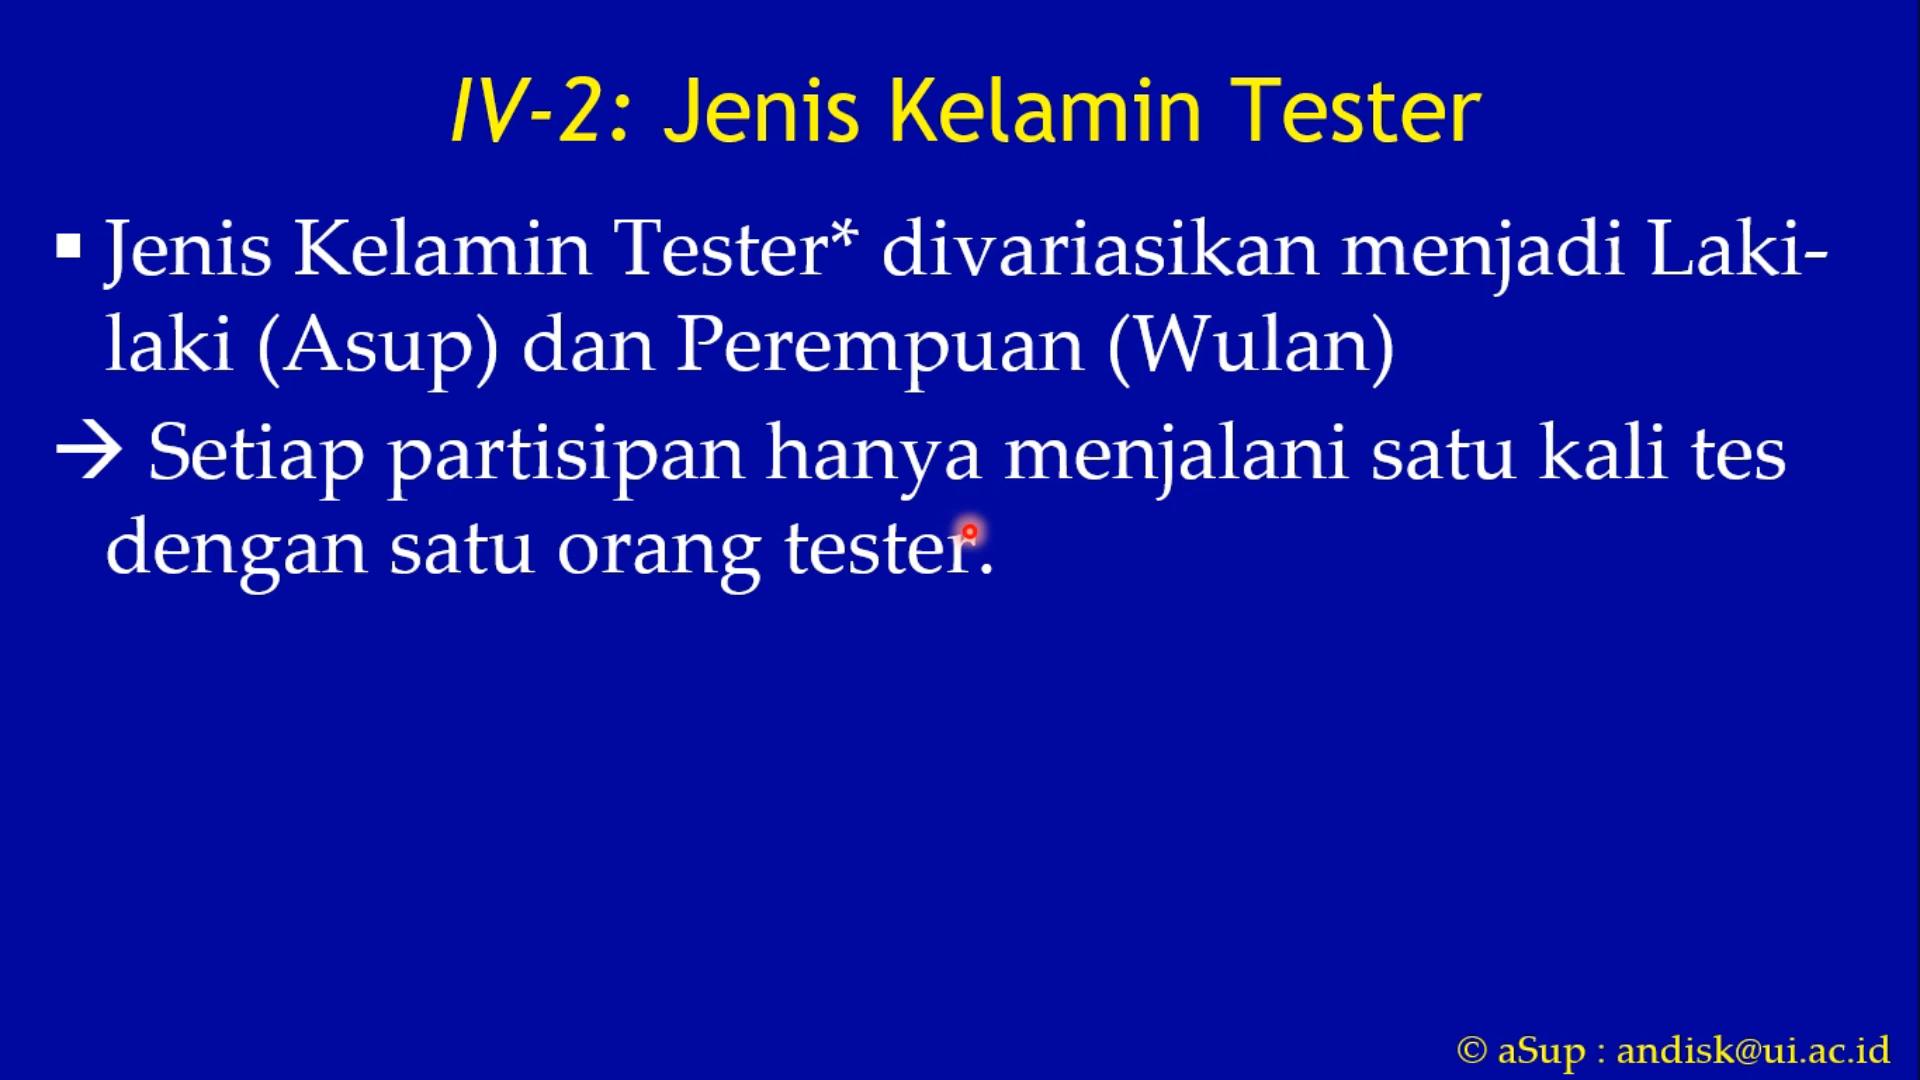 IV-2: Jenis Kelamin Tester
▪ Jenis Kelamin Tester* divariasikan menjadi Laki-
laki (Asup) dan Perempuan (Wulan)
→ Setiap partisipan hanya menjalani satu kali tes
dengan satu orang tester.
© aSup : andisk@ui.ac.id